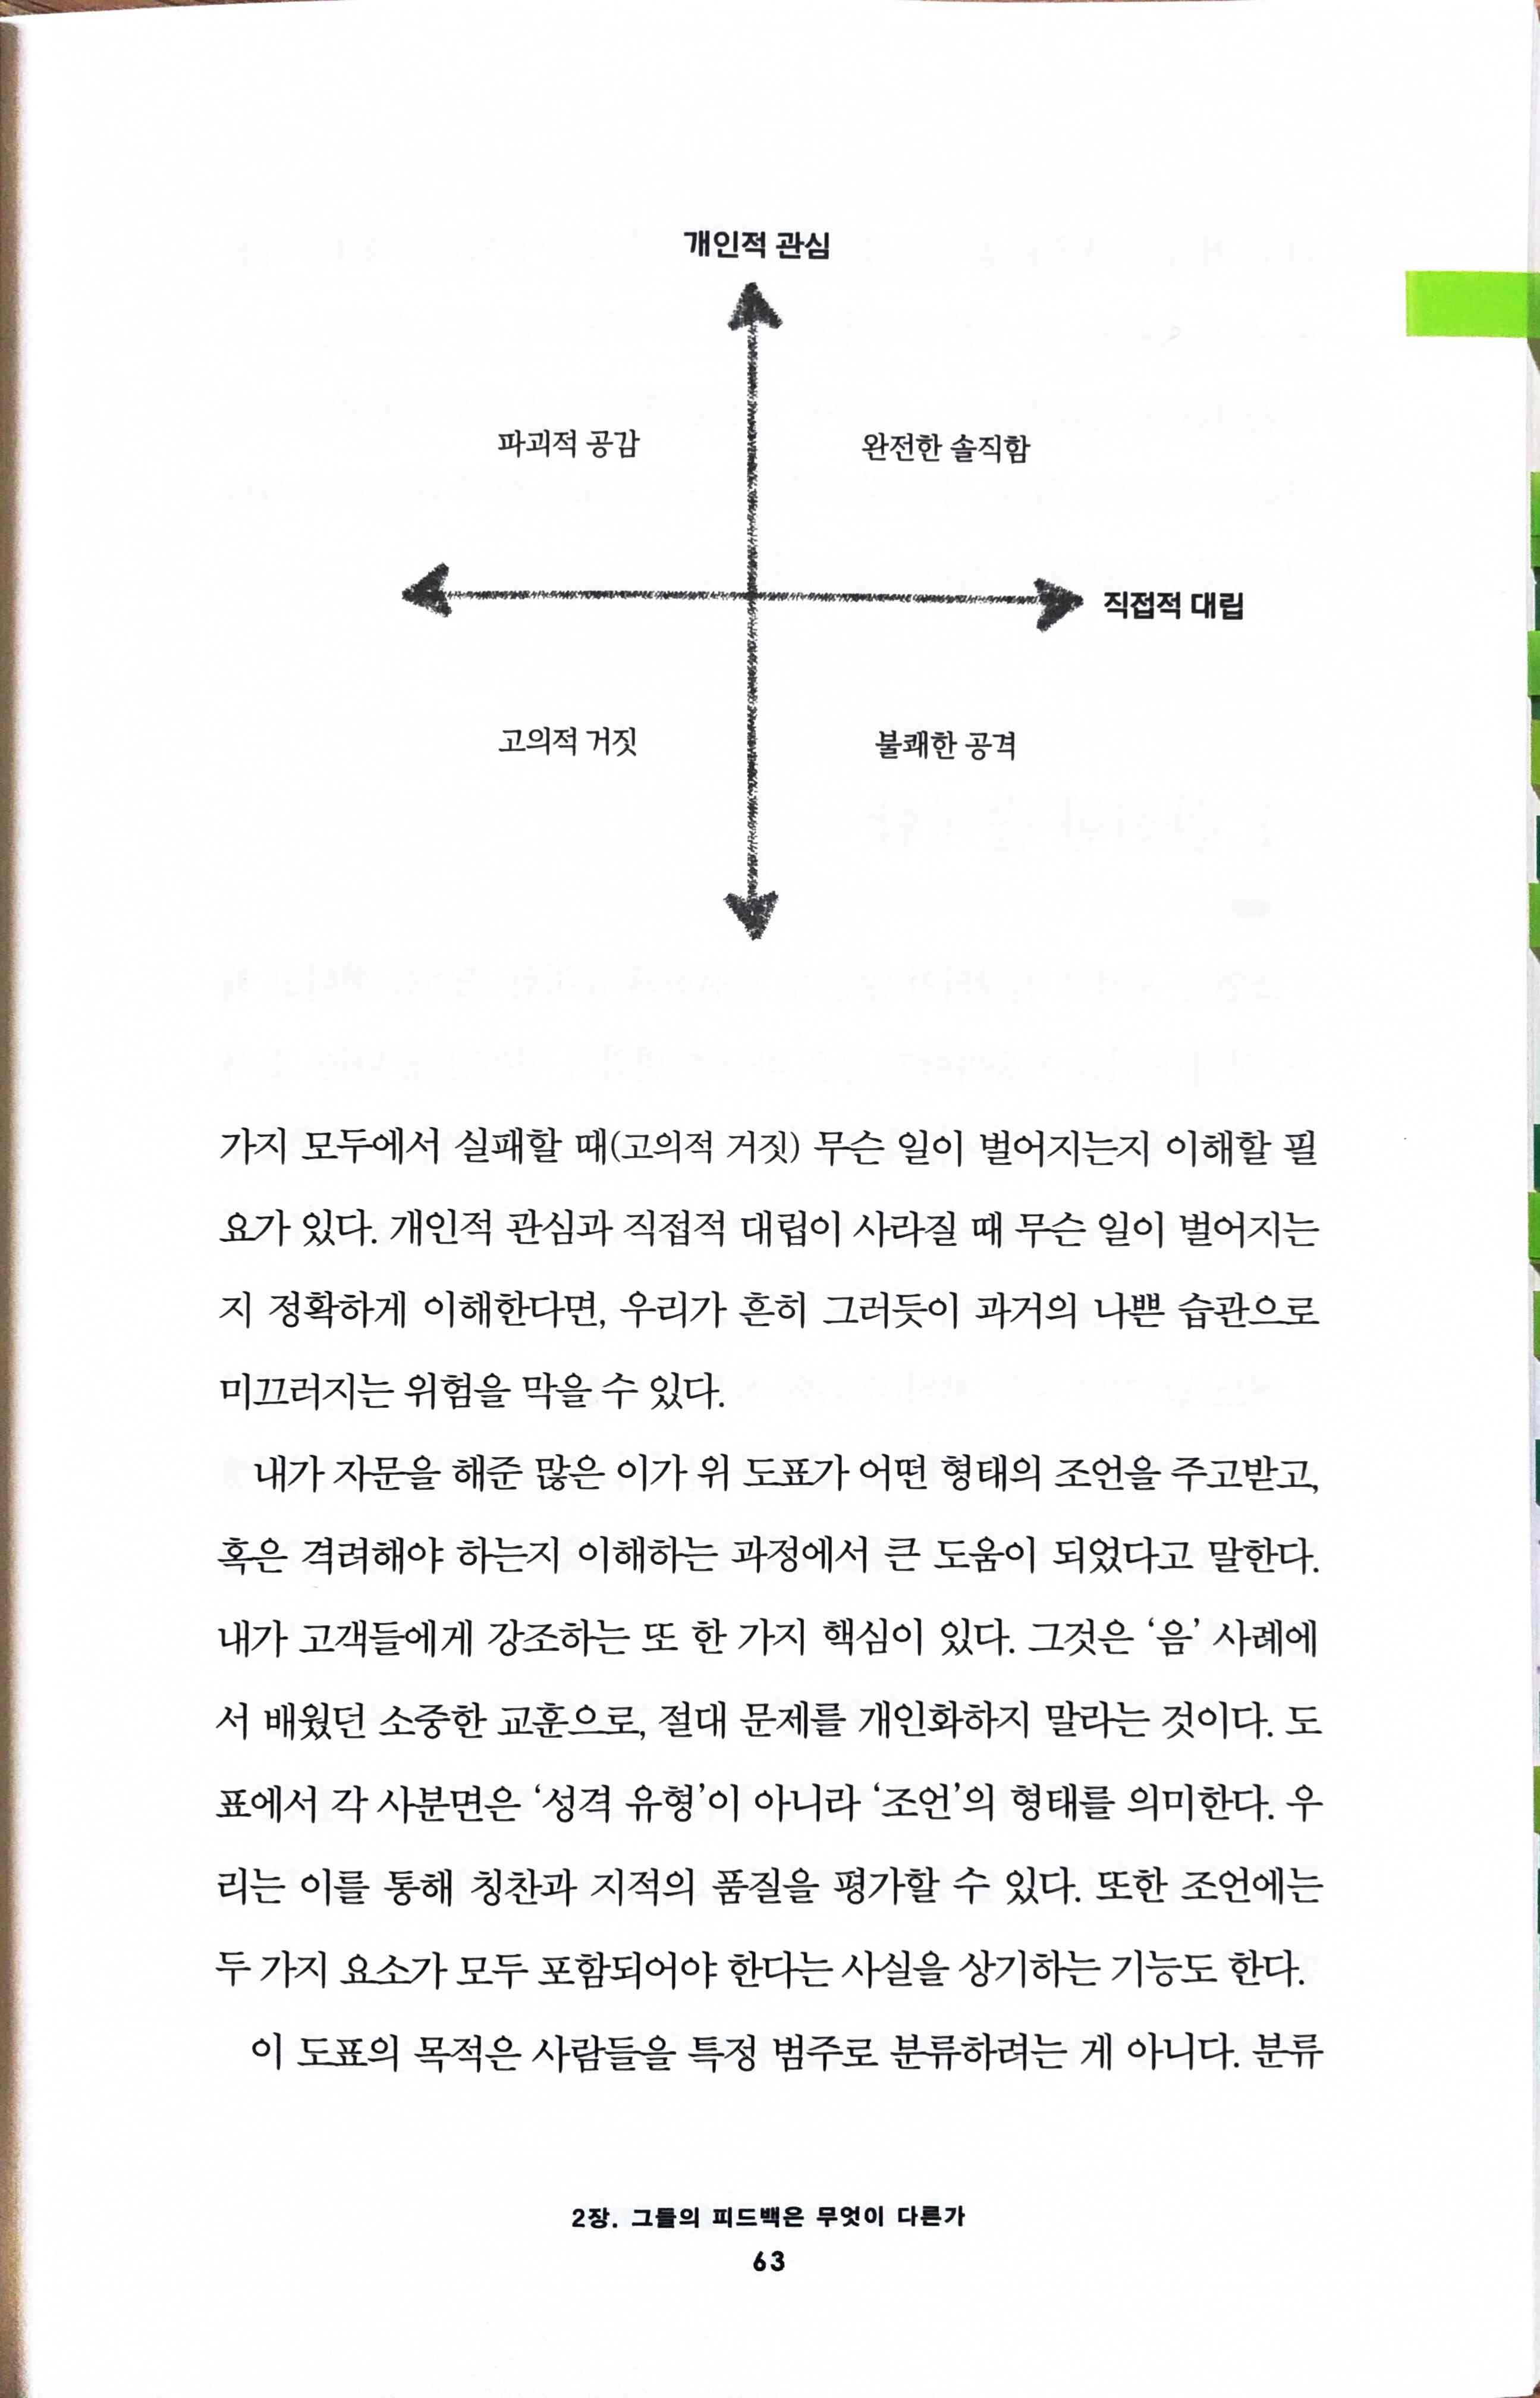 개인적 관심
파괴적 공감
완전한 솔직함
직접적 대립
고의적 거짓
불쾌한 공격
가지 모두에서 실패할 때(고의적 거짓) 무슨 일이 벌어지는지 이해할 필
요가 있다. 개인적 관심과 직접적 대립이 사라질 때 무슨 일이 벌어지는
지 정확하게 이해한다면, 우리가 흔히 그러듯이 과거의 나쁜 습관으로
미끄러지는 위험을 막을 수 있다.
내가 자문을 해준 많은 이가 위 도표가 어떤 형태의 조언을 주고받고,
혹은 격려해야 하는지 이해하는 과정에서 큰 도움이 되었다고 말한다.
내가 고객들에게 강조하는 또 한 가지 핵심이 있다. 그것은 ‘음’ 사례에
서 배웠던 소중한 교훈으로, 절대 문제를 개인화하지 말라는 것이다. 도
표에서 각 사분면은 ‘성격 유형’이 아니라 ‘조언’의 형태를 의미한다. 우
리는 이를 통해 칭찬과 지적의 품질을 평가할 수 있다. 또한 조언에는
두 가지 요소가 모두 포함되어야 한다는 사실을 상기하는 기능도 한다.
이 도표의 목적은 사람들을 특정 범주로 분류하려는 게 아니다. 분류
2장. 그들의 피드백은 무엇이 다른가
63